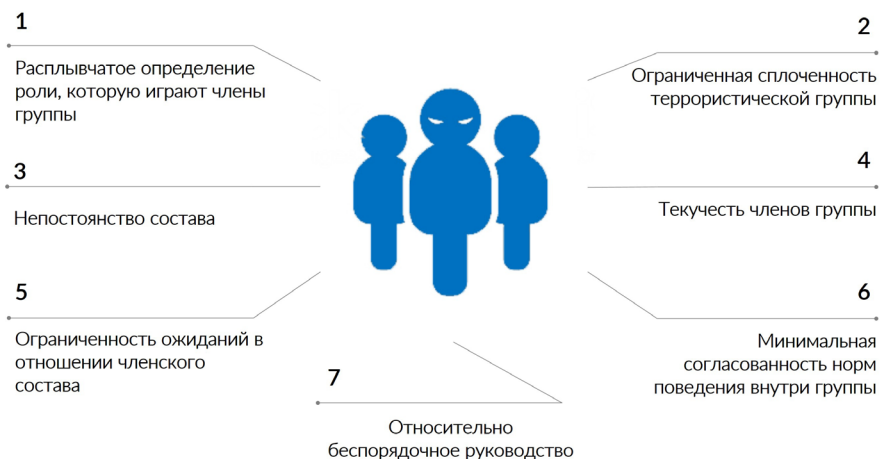 1
Расплывчатое определение
роли, которую играют члены
группы
2
Ограниченная сплоченность
террористической группы
3
Непостоянство состава
4
Текучесть членов группы
5
Ограниченность ожиданий в
отношении членского
состава
6
Минимальная
согласованность норм
поведения внутри группы
7
Относительно
беспорядочное руководство